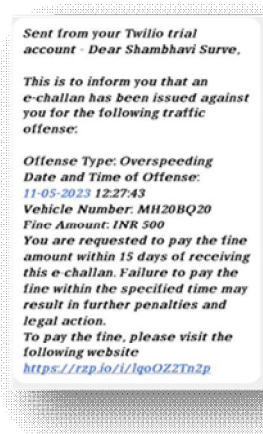 Sent from your Twilio trial
account - Dear Shambhavi Surve,
This is to inform you that an
e-challan has been issued against
you for the following traffic
offense:
Offense Type: Overspeeding
Date and Time of Offense:
11-05-2023 12:27:43
Vehicle Number: MH20BQ20
Fine Amount: INR 500
You are requested to pay the fine
amount within 15 days of receiving
this e-challan. Failure to pay the
fine within the specified time may
result in further penalties and
legal action.
To pay the fine, please visit the
following website
https://rzp.io/i/lqoOZ2Tn2p